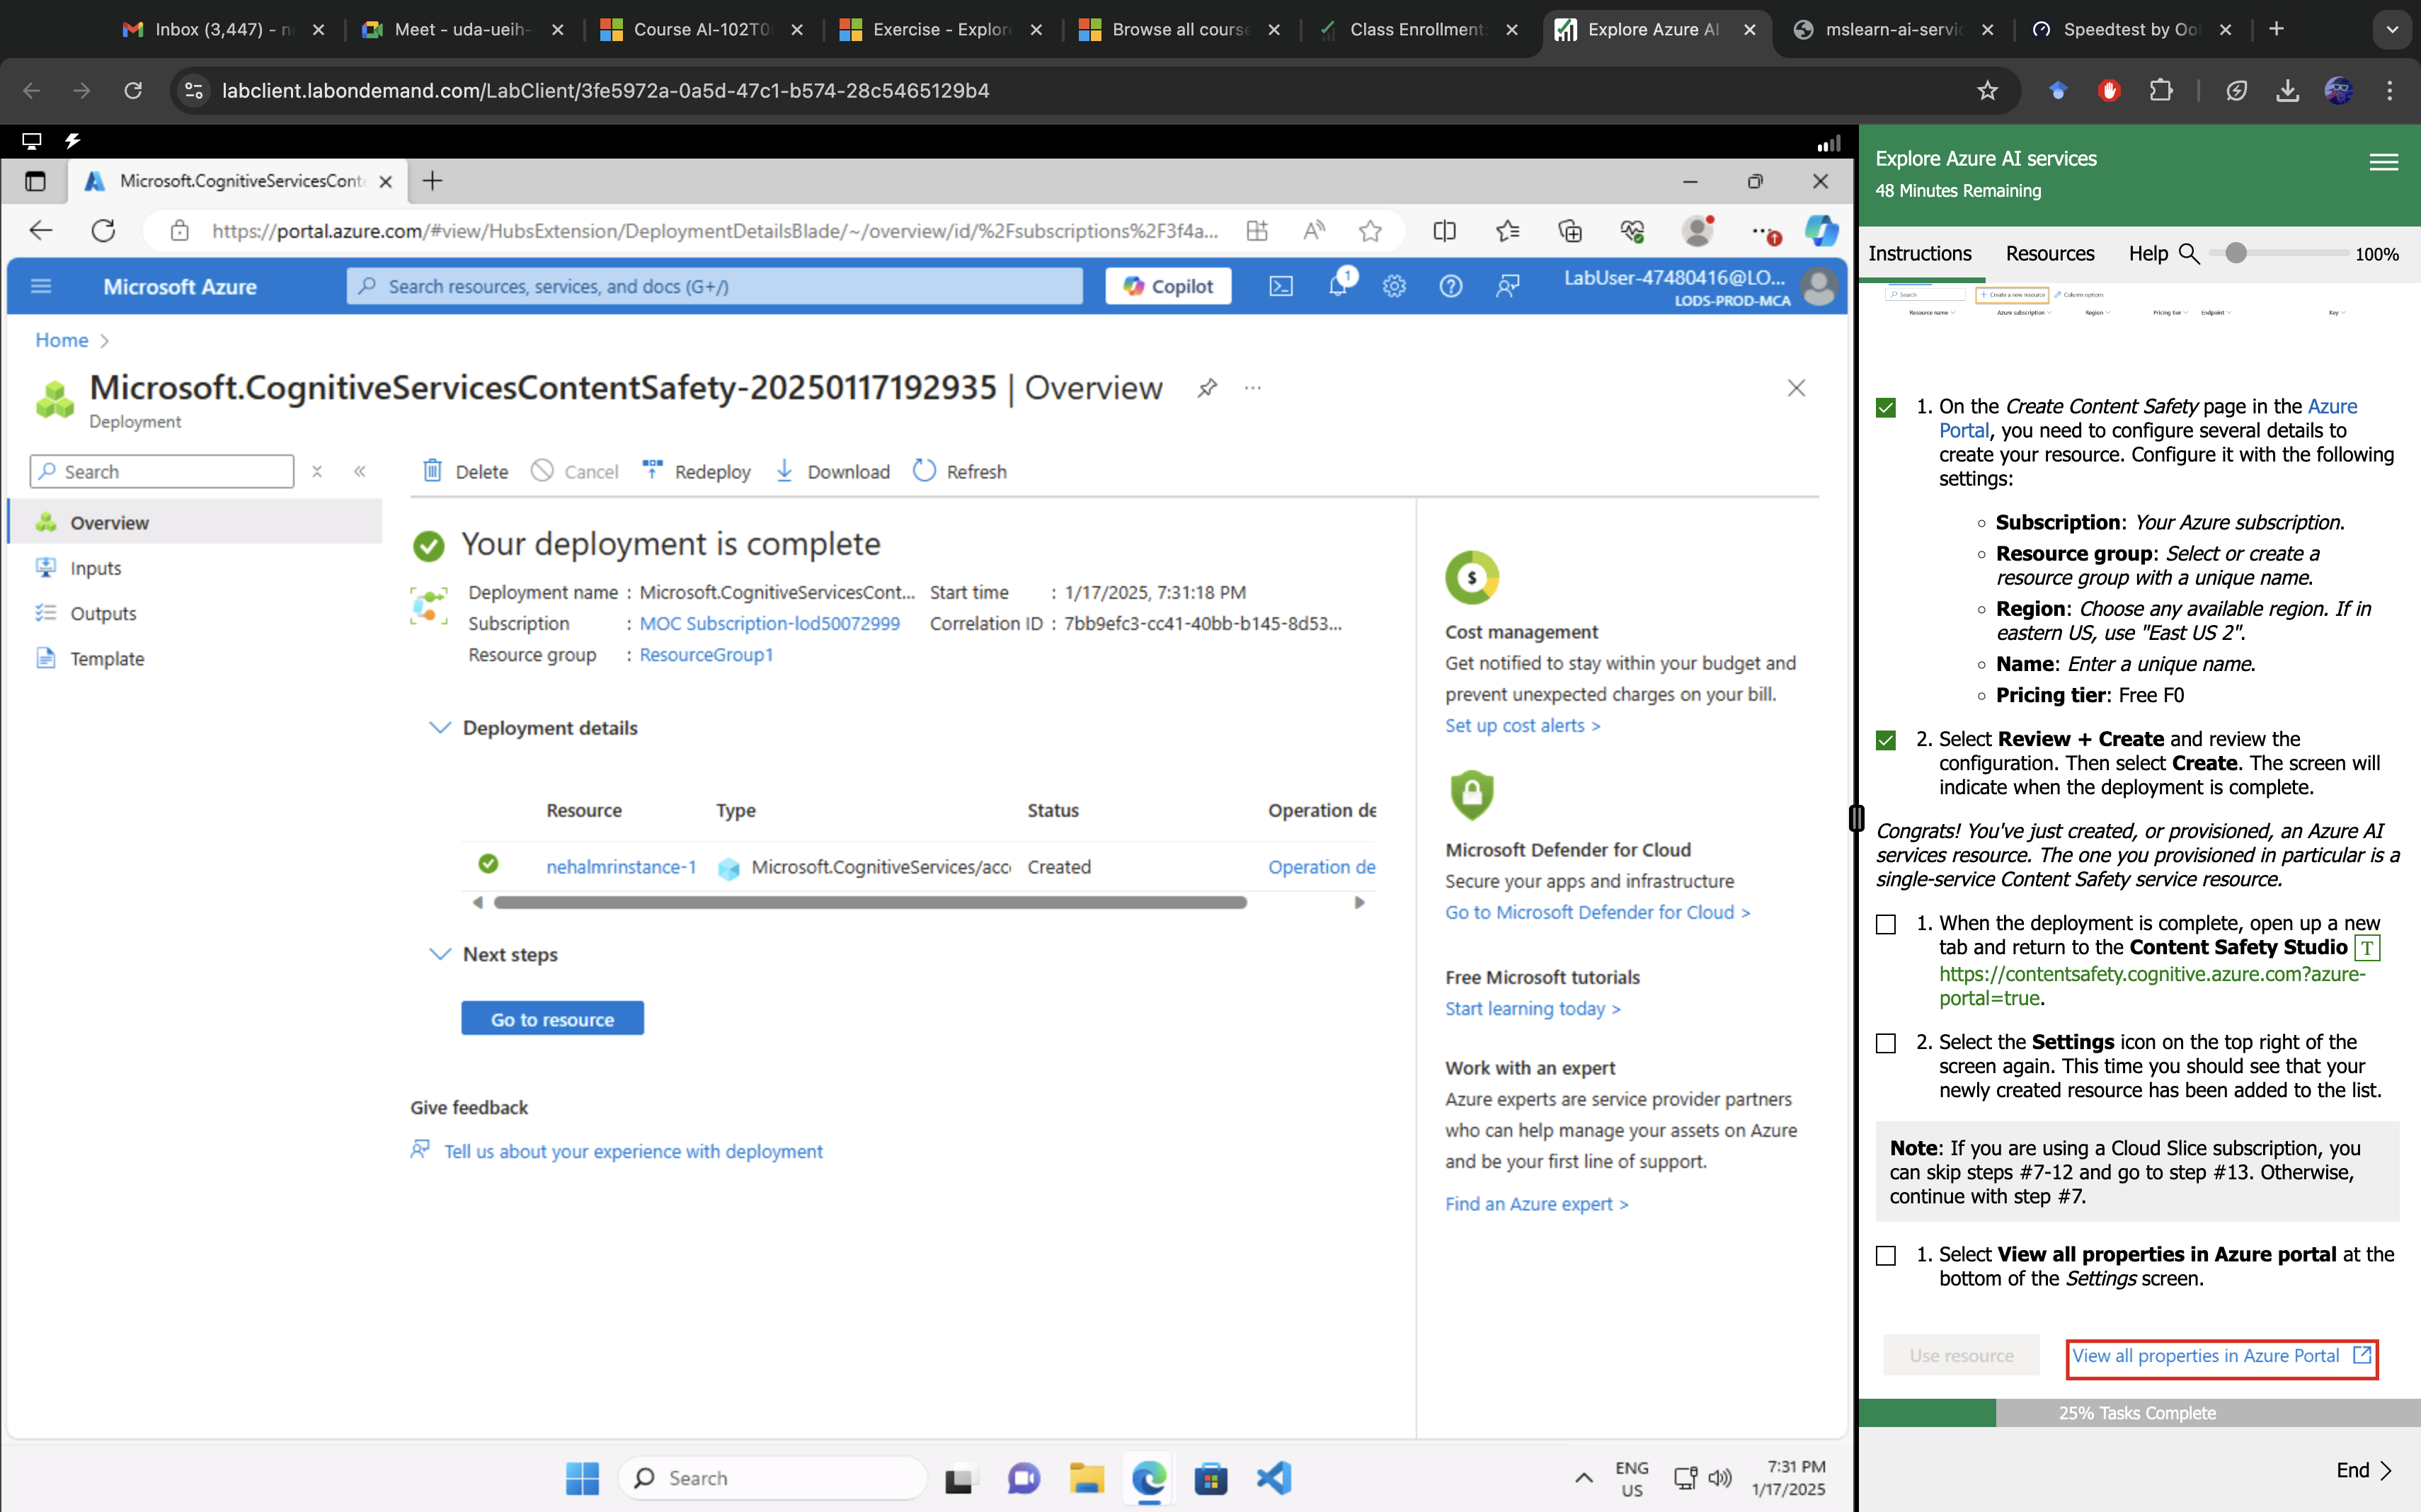 Inbox (3,447) - n
Meet - uda-ueih-
Course AI-102T0
Exercise - Explore
Browse all course
Class Enrollment
Explore Azure AI
mslearn-ai-servic
Speedtest by Ool
labclient.labondemand.com/LabClient/3fe5972a-0a5d-47c1-b574-28c5465129b4
Microsoft.CognitiveServicesConte
https://portal.azure.com/#view/HubsExtension/DeploymentDetailsBlade/~/overview/id/%2Fsubscriptions%2F3f4a...
Microsoft Azure
Search resources, services, and docs (G+/)
Copilot
1
LabUser-47480416@LO...
LODS-PROD-MCA
Home
Microsoft.CognitiveServicesContentSafety-20250117192935 | Overview
Deployment
Search
Overview
Inputs
Outputs
Template
Delete
Cancel
Redeploy
Download
Refresh
Your deployment is complete
Deployment name : Microsoft.CognitiveServicesCont...
Subscription : MOC Subscription-lod50072999
Resource group : ResourceGroup1
Start time : 1/17/2025, 7:31:18 PM
Correlation ID : 7bb9efc3-cc41-40bb-b145-8d53...
Deployment details
Resource Type Status Operation de
nehalmrinstance-1 Microsoft.CognitiveServices/acc Created Operation de
Next steps
Go to resource
Give feedback
Tell us about your experience with deployment
$
Cost management
Get notified to stay within your budget and
prevent unexpected charges on your bill.
Set up cost alerts >
Microsoft Defender for Cloud
Secure your apps and infrastructure
Go to Microsoft Defender for Cloud >
Free Microsoft tutorials
Start learning today >
Work with an expert
Azure experts are service provider partners
who can help manage your assets on Azure
and be your first line of support.
Find an Azure expert >
Search
ENG
US
7:31 PM
1/17/2025
Explore Azure AI services
48 Minutes Remaining
Instructions
Resources
Help
100%
Search
+ Create a new resource
Column options
Resource name
Azure subscription
Region
Pricing tier
Endpoint
Key
1. On the Create Content Safety page in the Azure
Portal, you need to configure several details to
create your resource. Configure it with the following
settings:
Subscription: Your Azure subscription.
Resource group: Select or create a
resource group with a unique name.
Region: Choose any available region. If in
eastern US, use "East US 2".
Name: Enter a unique name.
Pricing tier: Free F0
2. Select Review + Create and review the
configuration. Then select Create. The screen will
indicate when the deployment is complete.
Congrats! You've just created, or provisioned, an Azure AI
services resource. The one you provisioned in particular is a
single-service Content Safety service resource.
1. When the deployment is complete, open up a new
tab and return to the Content Safety Studio T
https://contentsafety.cognitive.azure.com?azure-
portal=true.
2. Select the Settings icon on the top right of the
screen again. This time you should see that your
newly created resource has been added to the list.
Note: If you are using a Cloud Slice subscription, you
can skip steps #7-12 and go to step #13. Otherwise,
continue with step #7.
1. Select View all properties in Azure portal at the
bottom of the Settings screen.
Use resource
View all properties in Azure Portal
25% Tasks Complete
End